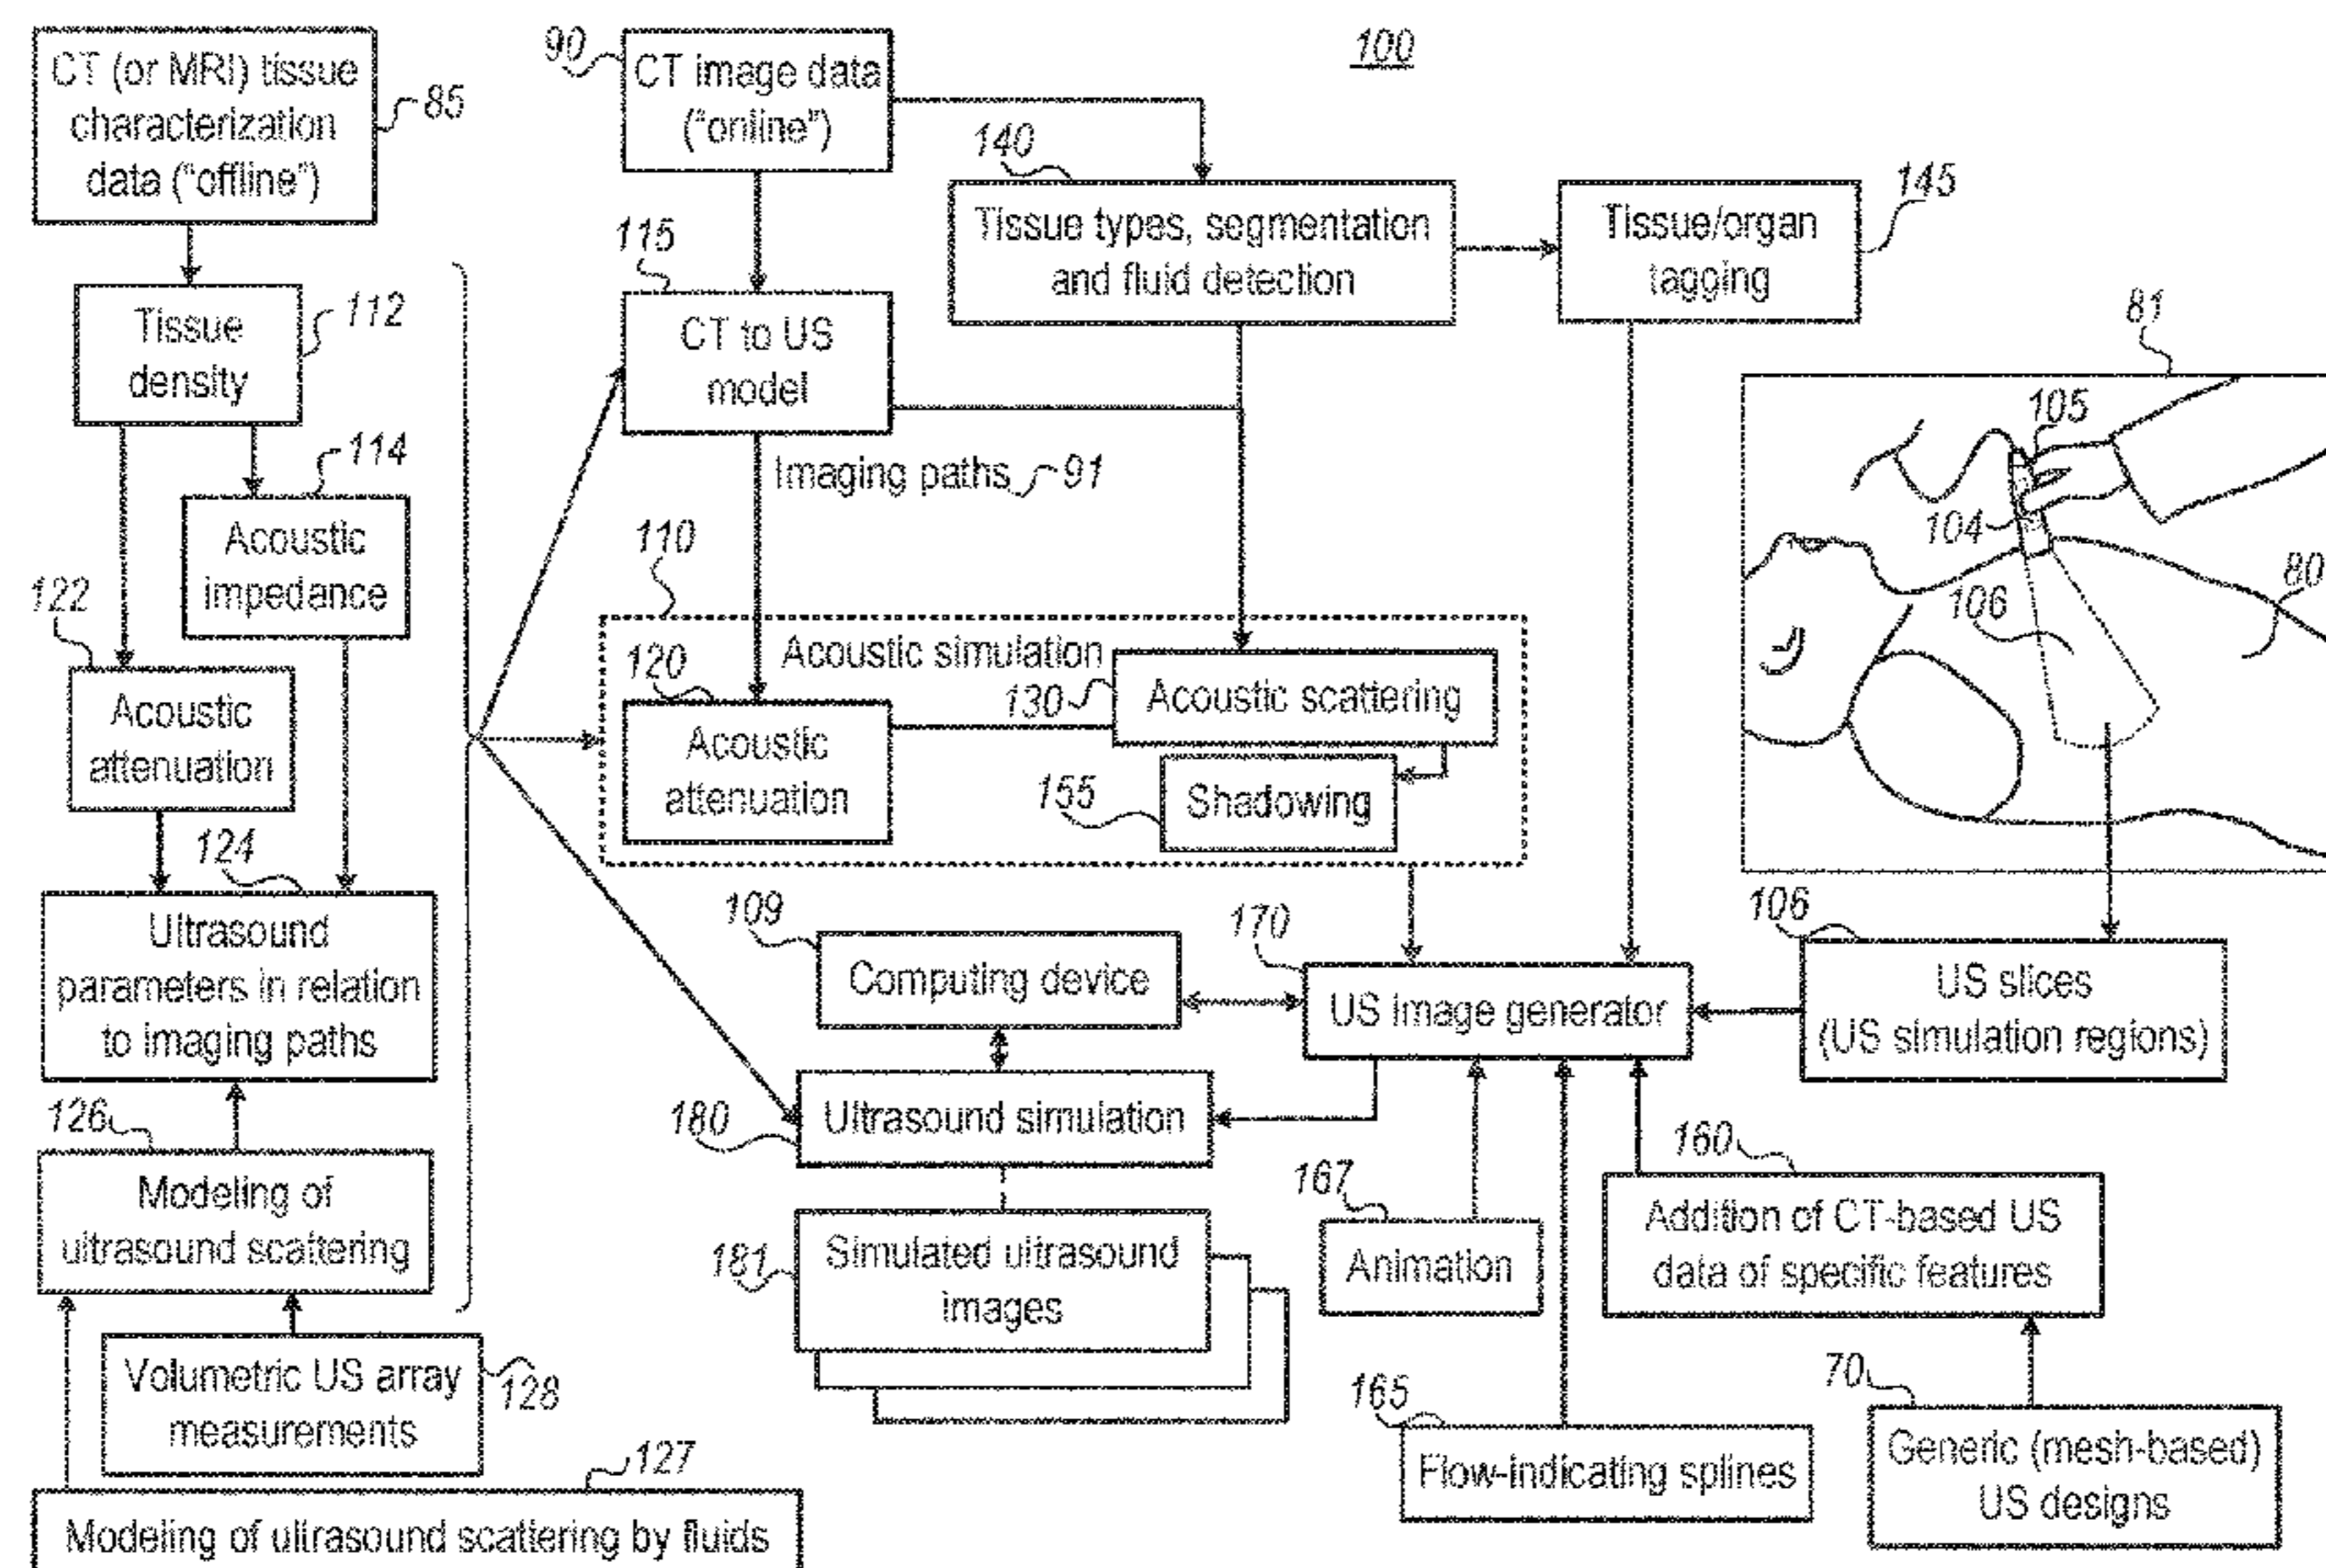 100
CT (or MRI) tissue
characterization
data ("offline")
85
90
CT image data
("online")
140
Tissue types, segmentation
and fluid detection
Tissue/organ
tagging
145
Tissue
density
112
115
CT to US
model
81
105
104
106
80
114
Acoustic
impedance
Imaging paths
91
122
Acoustic
attenuation
110
Acoustic simulation
120
Acoustic
attenuation
130
Acoustic scattering
155
Shadowing
124
Ultrasound
parameters in relation
to imaging paths
109
Computing device
170
US image generator
106
US slices
(US simulation regions)
126
Modeling of
ultrasound scattering
180
Ultrasound simulation
167
Animation
160
Addition of CT-based US
data of specific features
181
Simulated ultrasound
images
Volumetric US array
measurements
128
165
Flow-indicating splines
70
Generic (mesh-based)
US designs
127
Modeling of ultrasound scattering by fluids